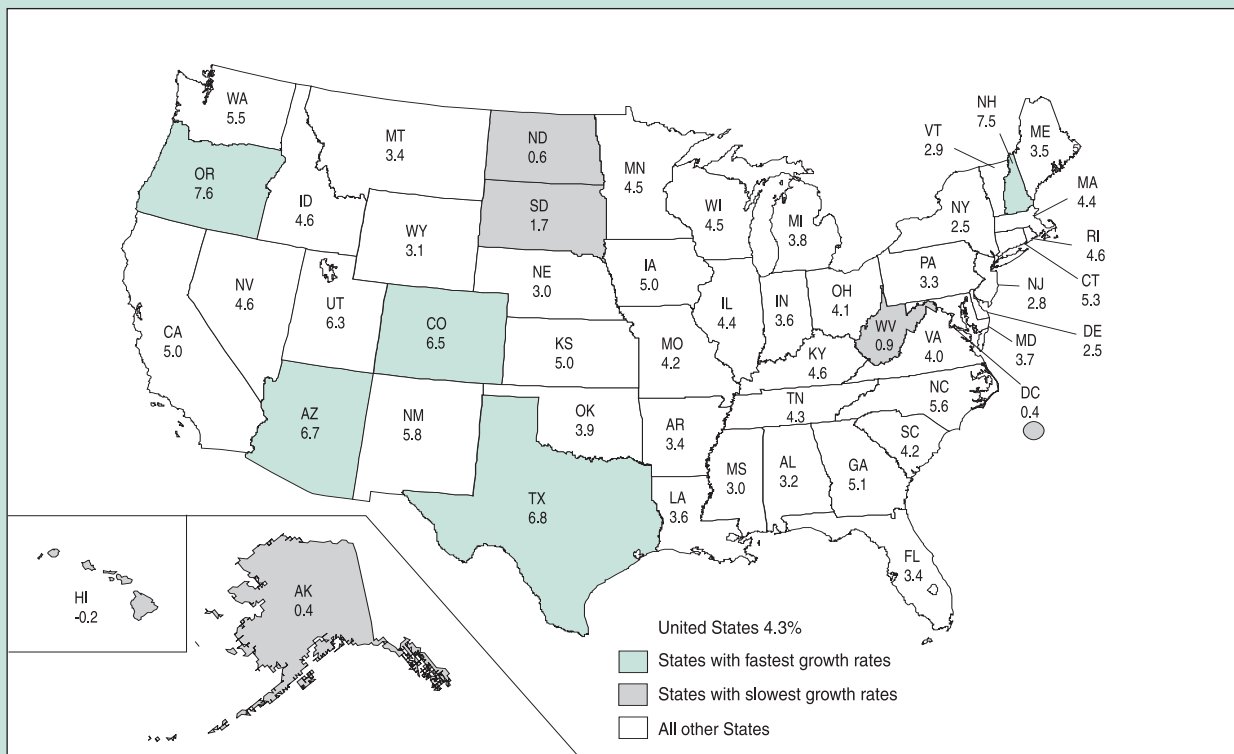 WA
5.5
OR
7.6
CA
5.0
ID
4.6
NV
4.6
MT
3.4
WY
3.1
UT
6.3
AZ
6.7
CO
6.5
NM
5.8
ND
0.6
SD
1.7
NE
3.0
KS
5.0
OK
3.9
TX
6.8
MN
4.5
IA
5.0
MO
4.2
AR
3.4
LA
3.6
WI
4.5
IL
4.4
MI
3.8
IN
3.6
OH
4.1
KY
4.6
TN
4.3
MS
3.0
AL
3.2
GA
5.1
FL
3.4
SC
4.2
NC
5.6
VA
4.0
WV
0.9
PA
3.3
NY
2.5
VT
2.9
NH
7.5
ME
3.5
MA
4.4
RI
4.6
CT
5.3
NJ
2.8
DE
2.5
MD
3.7
DC
0.4
HI
-0.2
AK
0.4
United States 4.3%
States with fastest growth rates
States with slowest growth rates
All other States